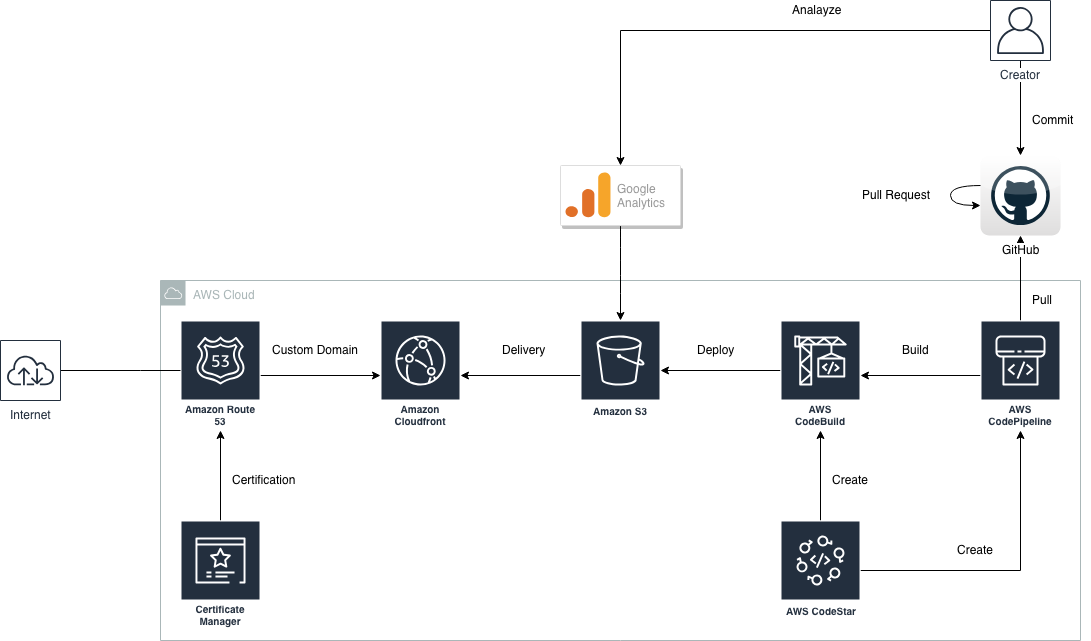 Analayze
Creator
Commit
Google
Analytics
Pull Request
GitHub
AWS Cloud
Pull
53
Custom Domain
Delivery
Deploy
</>
Build
</>
Internet
Amazon Route
53
Amazon
Cloudfront
Amazon S3
AWS
CodeBuild
AWS
CodePipeline
Certification
Create
Create
</>
Certificate
Manager
AWS CodeStar